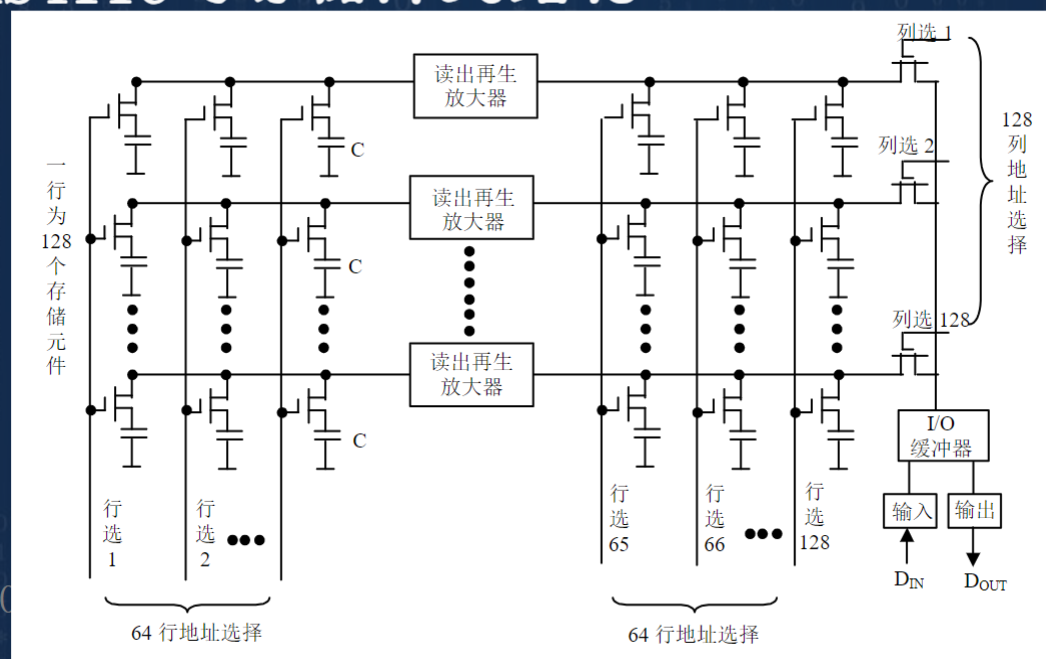 列选 1
读出再生
放大器
128
列
地
址
选
择
C
列选 2
一
行
为
128
个
存
储
元
件
读出再生
放大器
C
列选 128
读出再生
放大器
I/O
缓冲器
C
行
选
1
行
选
2
行
选
65
行
选
66
行
选
128
输入
输出
DIN
DOUT
64 行地址选择
64 行地址选择